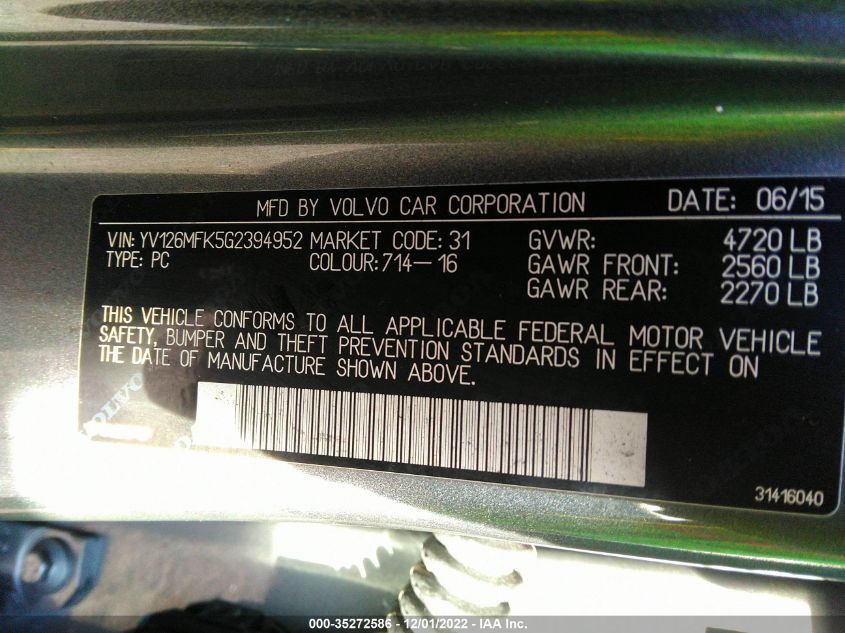 MFD BY VOLVO CAR CORPORATION DATE: 06/15
VIN: YV126MFK5G2394952 MARKET CODE: 31 GVWR: 4720 LB
TYPE: PC COLOUR: 714-16 GAWR FRONT: 2560 LB
GAWR REAR: 2270 LB
THIS VEHICLE CONFORMS TO ALL APPLICABLE FEDERAL MOTOR VEHICLE
SAFETY, BUMPER AND THEFT PREVENTION STANDARDS IN EFFECT ON
THE DATE OF MANUFACTURE SHOWN ABOVE.
VOLVO
31416040
000-35272586 - 12/01/2022 - IAA Inc.